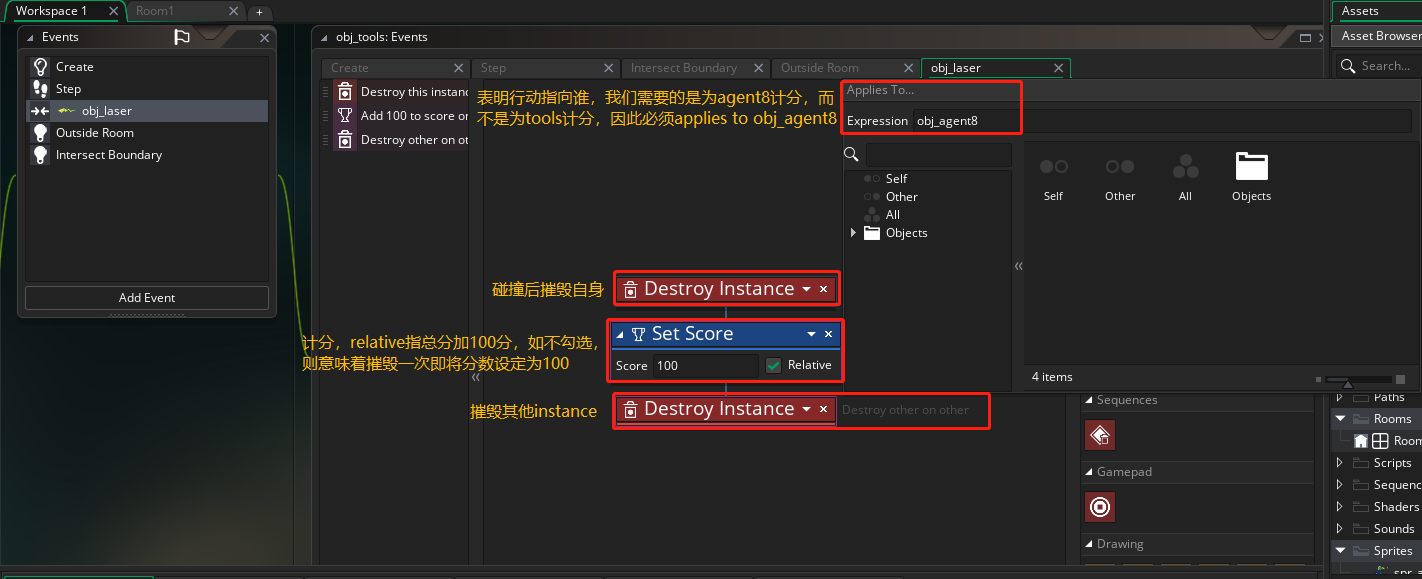 Workspace 1
Room1
+
Events
Create
Step
obj_laser
Outside Room
Intersect Boundary
Add Event
obj_tools: Events
Create
Step
Intersect Boundary
Outside Room
obj_laser
Destroy this instanc
Add 100 to score or
Destroy other on ot
表明行动指向谁，我们需要的是为agent8计分，而
不是为tools计分，因此必须applies to obj_agent8
Applies To...
Expression obj_agent8
Self
Other
All
Objects
Self
Other
All
Objects
4 items
碰撞后摧毁自身
Destroy Instance
计分，relative指总分加100分，如不勾选，
则意味着摧毁一次即将分数设定为100
Set Score
Score 100 Relative
摧毁其他instance
Destroy Instance
Destroy other on other
Sequences
Gamepad
Drawing
Assets
Asset Browser
Search...
Paths
Rooms
Room
Scripts
Sequenc
Shaders
Sounds
Sprites